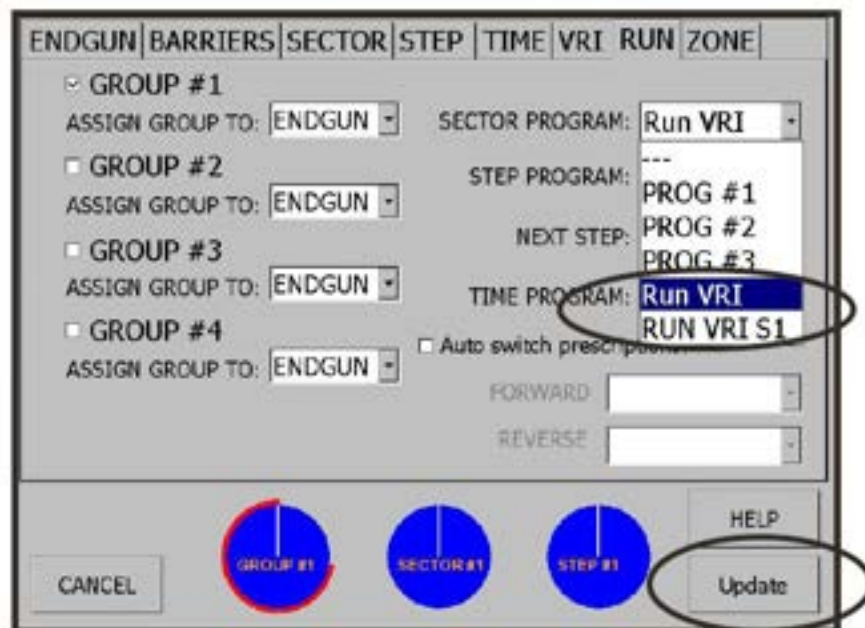 ENDGUN BARRIERS SECTOR STEP TIME VRI RUN ZONE
GROUP #1
ASSIGN GROUP TO: ENDGUN
GROUP #2
ASSIGN GROUP TO: ENDGUN
GROUP #3
ASSIGN GROUP TO: ENDGUN
GROUP #4
ASSIGN GROUP TO: ENDGUN
SECTOR PROGRAM: Run VRI
---
PROG #1
PROG #2
PROG #3
Run VRI
RUN VRI S1
STEP PROGRAM:
NEXT STEP:
TIME PROGRAM:
Auto switch
FORWARD
REVERSE
GROUP #1
SECTOR #1
STEP #1
HELP
CANCEL
Update